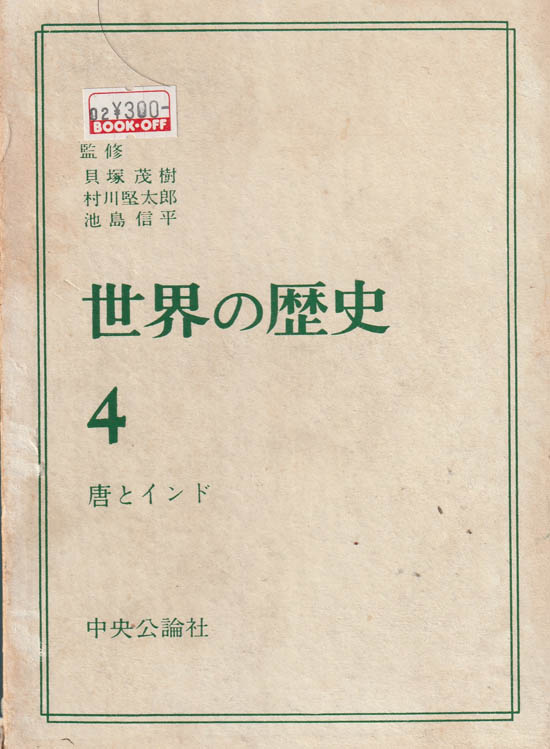 02¥300-
BOOK・OFF
監修
貝塚茂樹
村川堅太郎
池島信平
世界の歴史
4
唐とインド
中央公論社